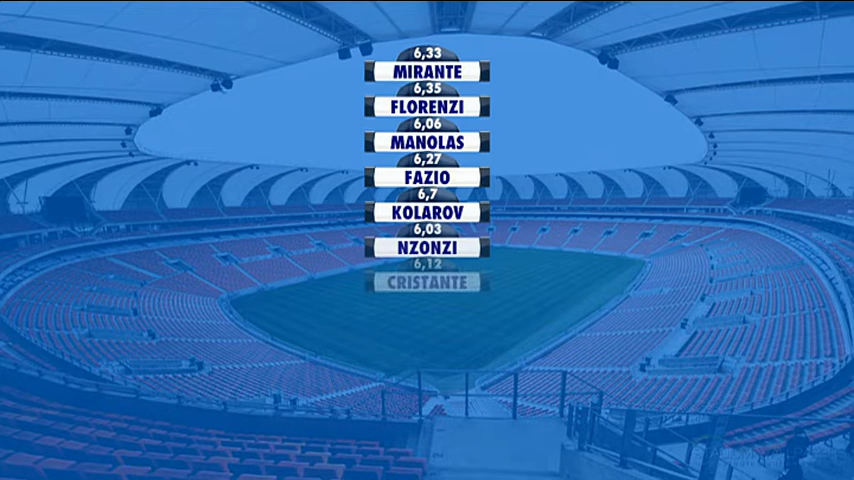 6,33
MIRANTE
6,35
FLORENZI
6,06
MANOLAS
6,27
FAZIO
6,7
KOLAROV
6,03
NZONZI
6,12
CRISTANTE